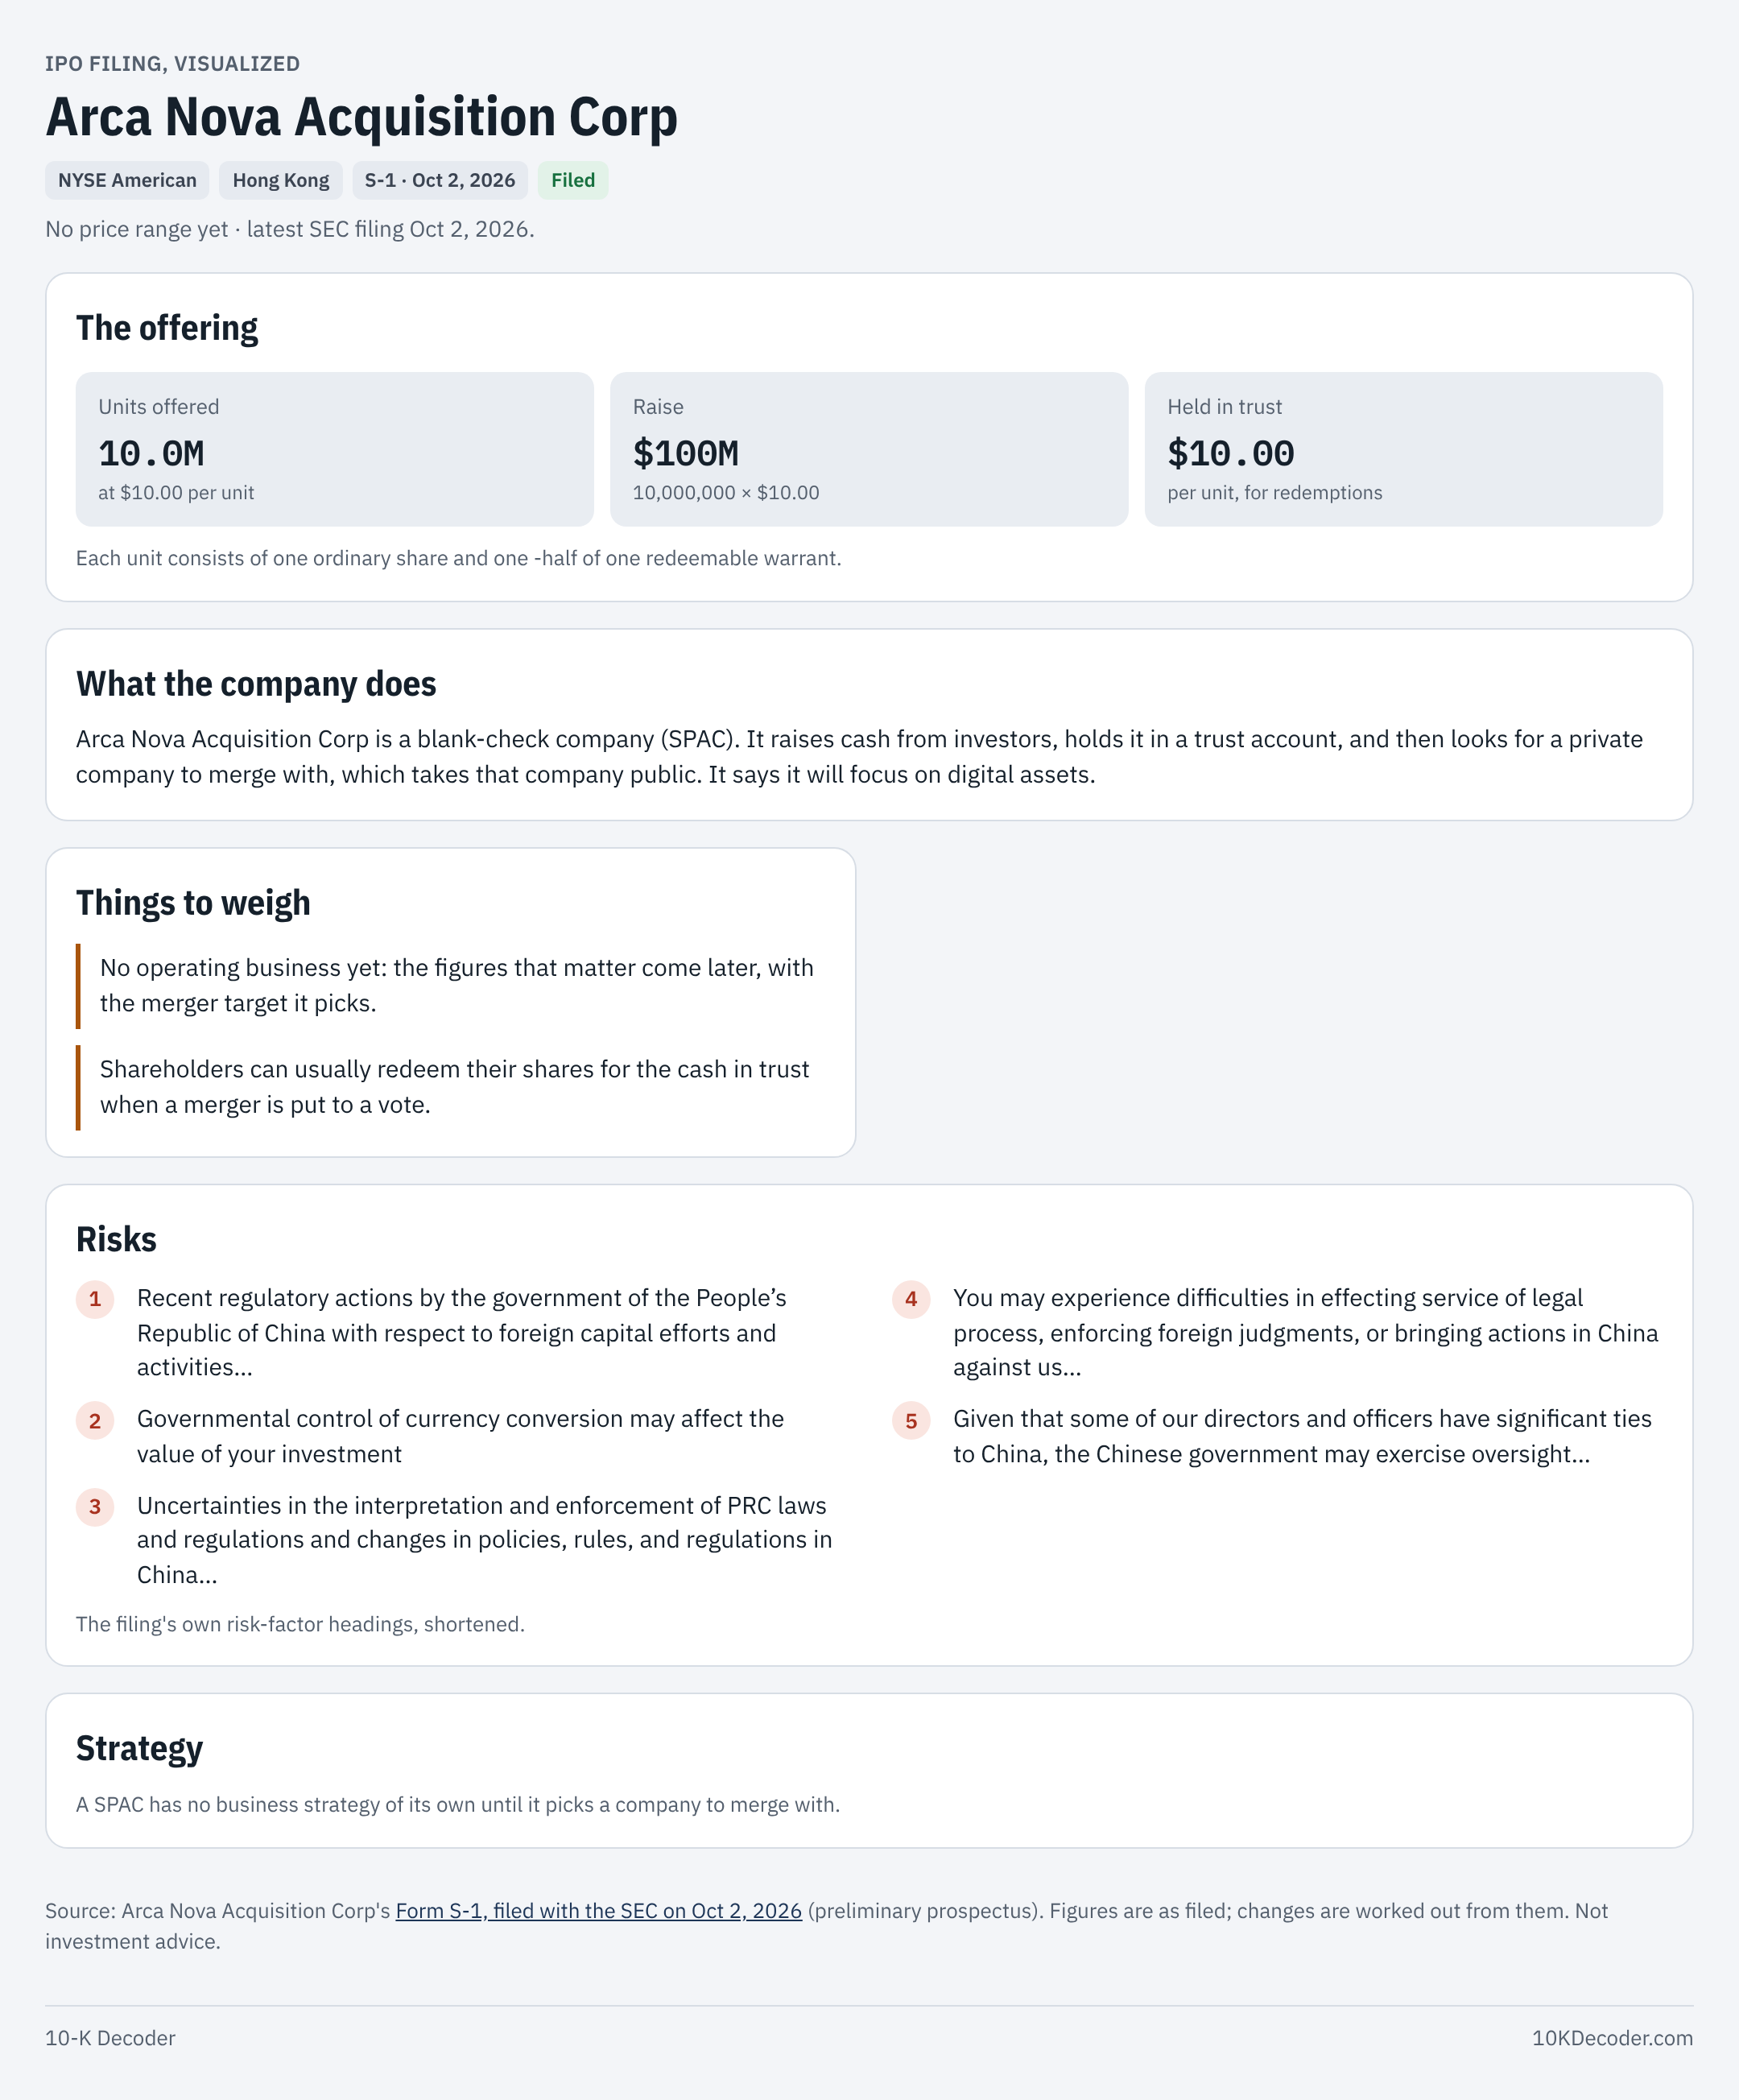 IPO FILING, VISUALIZED
Arca Nova Acquisition Corp
NYSE American
Hong Kong
S-1 · Oct 2, 2026
Filed
No price range yet · latest SEC filing Oct 2, 2026.
The offering
Units offered
10.0M
at $10.00 per unit
Raise
$100M
10,000,000 × $10.00
Held in trust
$10.00
per unit, for redemptions
Each unit consists of one ordinary share and one -half of one redeemable warrant.
What the company does
Arca Nova Acquisition Corp is a blank-check company (SPAC). It raises cash from investors, holds it in a trust account, and then looks for a private
company to merge with, which takes that company public. It says it will focus on digital assets.
Things to weigh
No operating business yet: the figures that matter come later, with
the merger target it picks.
Shareholders can usually redeem their shares for the cash in trust
when a merger is put to a vote.
Risks
1 Recent regulatory actions by the government of the People’s
Republic of China with respect to foreign capital efforts and
activities…
2 Governmental control of currency conversion may affect the
value of your investment
3 Uncertainties in the interpretation and enforcement of PRC laws
and regulations and changes in policies, rules, and regulations in
China…
4 You may experience difficulties in effecting service of legal
process, enforcing foreign judgments, or bringing actions in China
against us…
5 Given that some of our directors and officers have significant ties
to China, the Chinese government may exercise oversight…
The filing's own risk-factor headings, shortened.
Strategy
A SPAC has no business strategy of its own until it picks a company to merge with.
Source: Arca Nova Acquisition Corp's Form S-1, filed with the SEC on Oct 2, 2026 (preliminary prospectus). Figures are as filed; changes are worked out from them. Not
investment advice.
10-K Decoder
10KDecoder.com